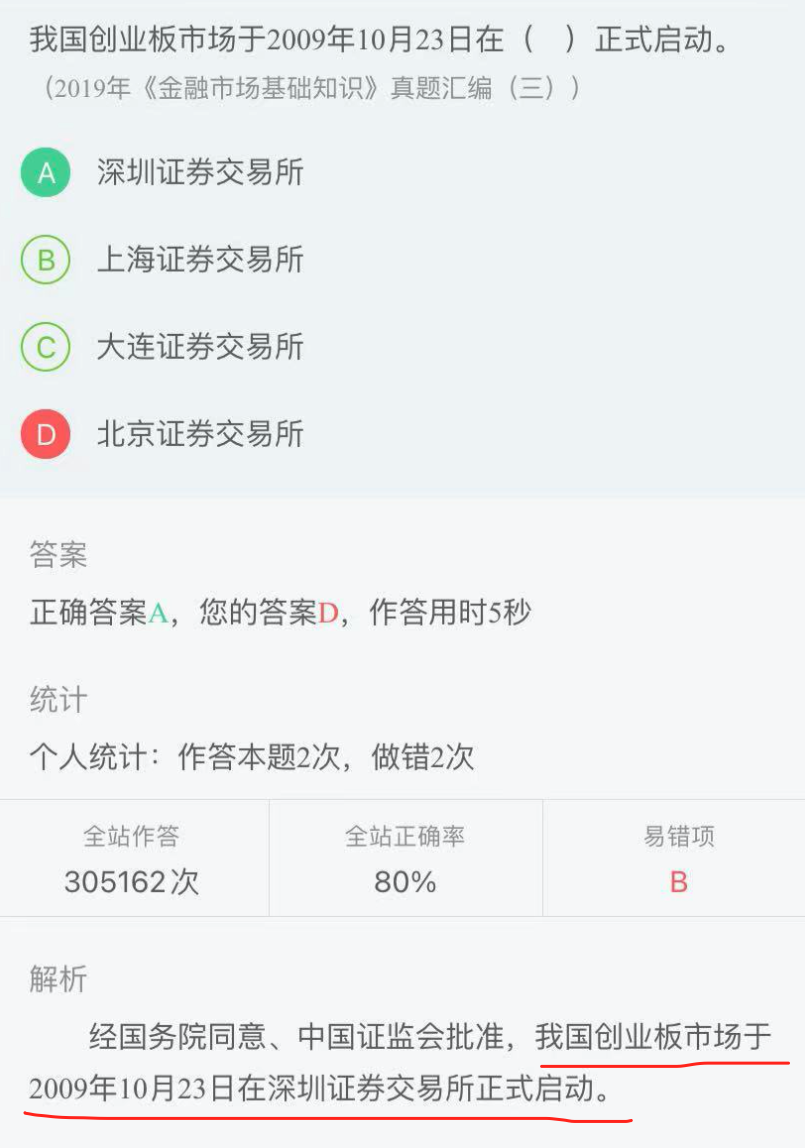 我国创业板市场于2009年10月23日在（　）正式启动。
（2019年《金融市场基础知识》真题汇编（三））
A 深圳证券交易所
B 上海证券交易所
C 大连证券交易所
D 北京证券交易所
答案
正确答案A，您的答案D，作答用时5秒
统计
个人统计：作答本题2次，做错2次
全站作答 全站正确率 易错项
305162次 80% B
解析
经国务院同意、中国证监会批准，我国创业板市场于
2009年10月23日在深圳证券交易所正式启动。